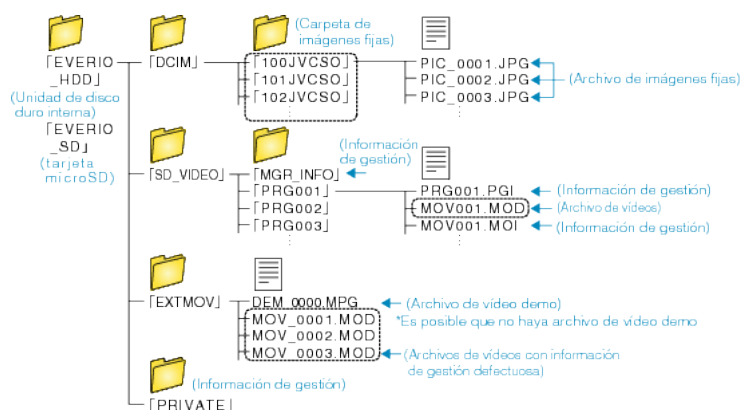 (Carpeta de
imágenes fijas)
「EVERIO
_HDD」
「DCIM」
「100JVCSO」
「101JVCSO」
「102JVCSO」
PIC_0001.JPG
PIC_0002.JPG
PIC_0003.JPG
(Archivo de imágenes fijas)
(Unidad de disco
duro interna)
「EVERIO
_SD」
(tarjeta
microSD)
(Información
de gestión)
「SD_VIDEO」
「MGR_INFO」
「PRG001」
「PRG002」
「PRG003」
PRG001.PGI
(Información de gestión)
MOV001.MOD
(Archivo de vídeos)
MOV001.MOI
(Información de gestión)
「EXTMOV」
DEM_0000.MPG
(Archivo de vídeo demo)
*Es posible que no haya archivo de vídeo demo
MOV_0001.MOD
MOV_0002.MOD
MOV_0003.MOD
(Archivos de vídeos con información
de gestión defectuosa)
(Información de gestión)
「PRIVATE」